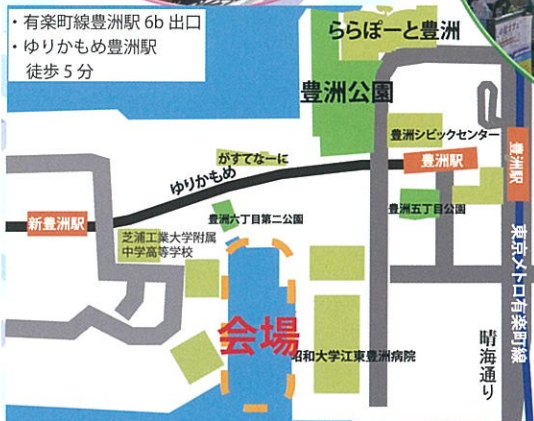 ・有楽町線豊洲駅 6b 出口
・ゆりかもめ豊洲駅
徒歩 5 分
ららぽーと豊洲
豊洲公園
豊洲シビックセンター
豊洲駅
豊洲駅
がすてなーに
ゆりかもめ
豊洲五丁目公園
新豊洲駅
豊洲六丁目第二公園
芝浦工業大学附属
中学高等学校
東京メトロ有楽町線
会場
昭和大学江東豊洲病院
晴海通り